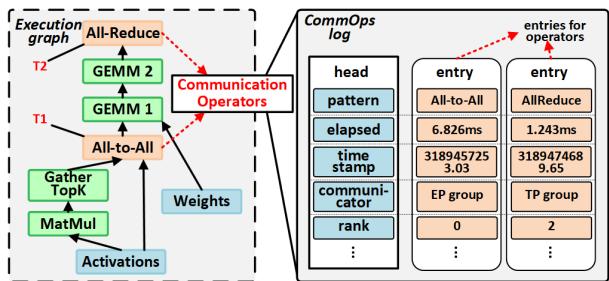 Execution
graph
All-Reduce
T2
GEMM 2
GEMM 1
T1
All-to-All
Gather
TopK
MatMul
Weights
Activations
Communication
Operators
CommOps
log
entries for
operators
head
entry
entry
pattern
All-to-All
AllReduce
elapsed
6.826ms
1.243ms
time
stamp
318945725
3.03
318947468
9.65
communi-
cator
EP group
TP group
rank
0
2
⋮
⋮
⋮